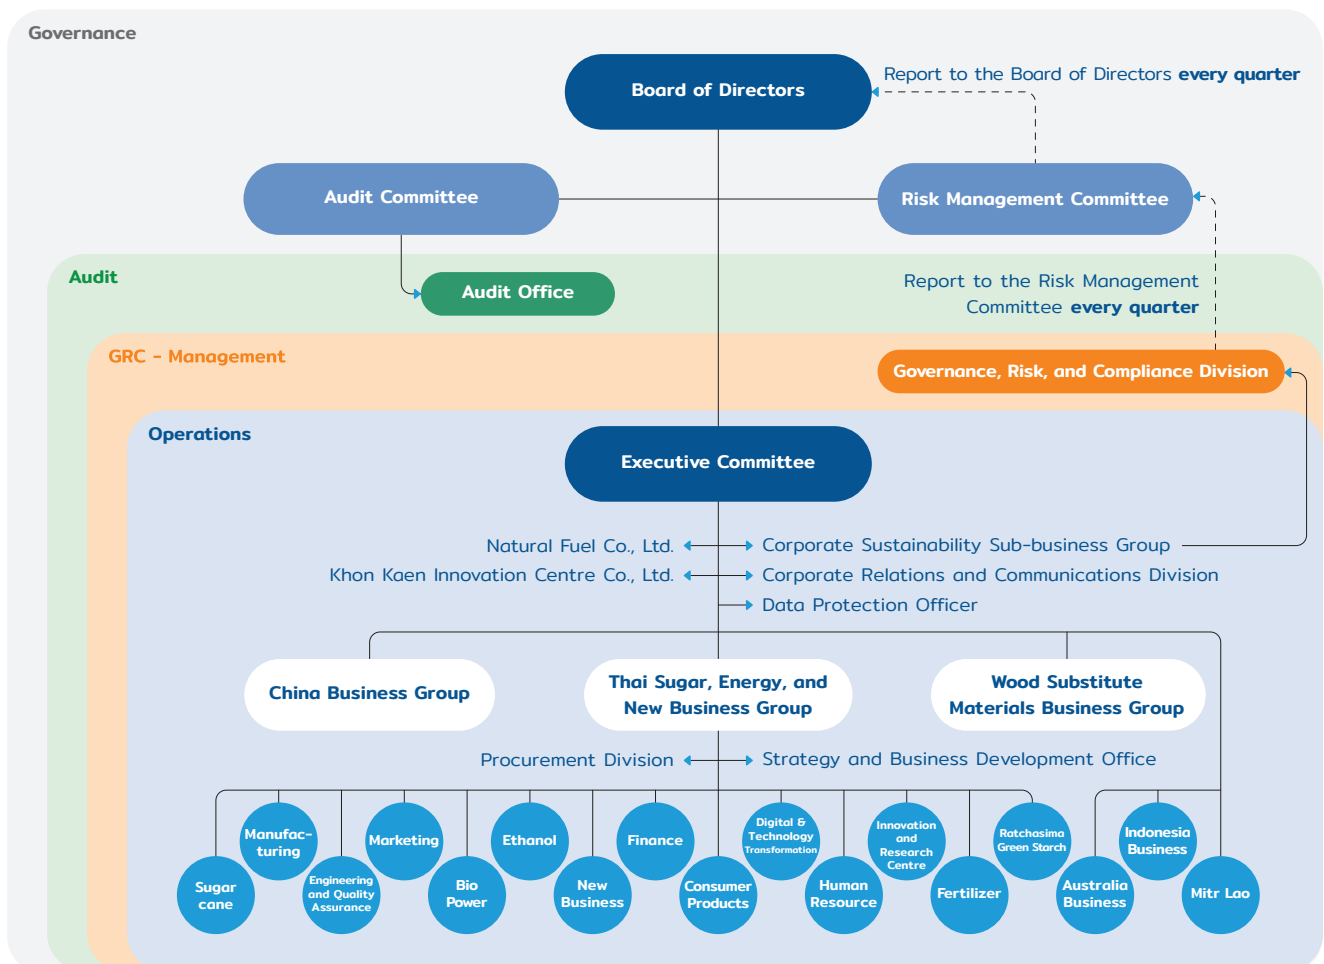 Governance
Board of Directors
Report to the Board of Directors every quarter
Audit Committee
Risk Management Committee
Audit
Audit Office
Report to the Risk Management
Committee every quarter
GRC - Management
Governance, Risk, and Compliance Division
Operations
Executive Committee
Natural Fuel Co., Ltd.
Corporate Sustainability Sub-business Group
Khon Kaen Innovation Centre Co., Ltd.
Corporate Relations and Communications Division
Data Protection Officer
China Business Group
Thai Sugar, Energy, and
New Business Group
Wood Substitute
Materials Business Group
Procurement Division
Strategy and Business Development Office
Sugar
cane
Manufac-
turing
Engineering
and Quality
Assurance
Marketing
Bio
Power
Ethanol
New
Business
Finance
Consumer
Products
Digital &
Technology
Transformation
Human
Resource
Innovation
and
Research
Centre
Fertilizer
Ratchasima
Green Starch
Australia
Business
Indonesia
Business
Mitr Lao